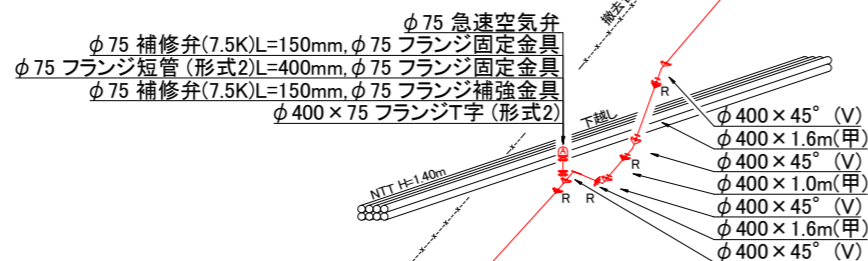 φ75 急速空気弁
φ75 補修弁(7.5K)L=150mm,φ75 フランジ固定金具
φ75 フランジ短管 (形式2)L=400mm,φ75 フランジ固定金具
φ75 補修弁(7.5K)L=150mm,φ75 フランジ補強金具
φ400×75 フランジT字 (形式2)
撤去
下越し
NTT H=1.40m
A
R
R
R
R
φ400×45° (V)
φ400×1.6m(甲)
φ400×45° (V)
φ400×1.0m(甲)
φ400×45° (V)
φ400×1.6m(甲)
φ400×45° (V)